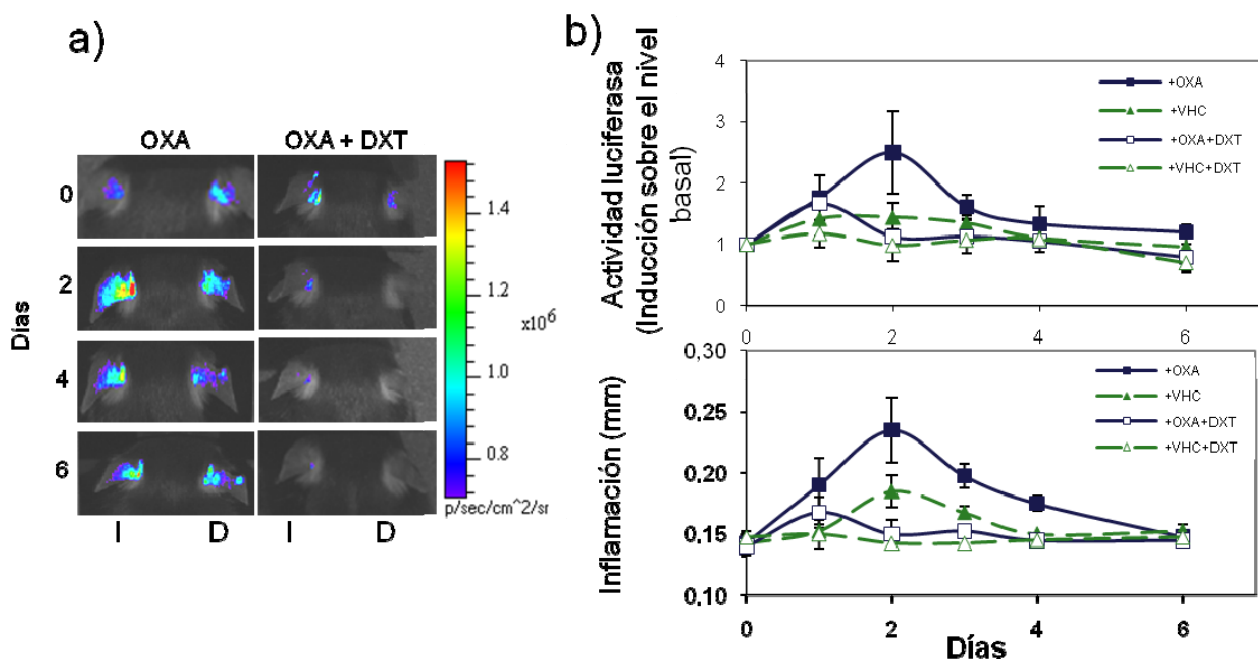 a)
OXA
OXA + DXT
0
2
4
6
Días
I
D
I
D
1.4
1.2
x10^6
1.0
0.8
p/sec/cm^2/sr
b)
Actividad luciferasa
(Inducción sobre el nivel
basal)
4
3
2
1
0
+OXA
+VHC
+OXA+DXT
+VHC+DXT
0
2
4
6
Inflamación (mm)
0,30
0,25
0,20
0,15
0,10
+OXA
+VHC
+OXA+DXT
+VHC+DXT
0
2
4
6
Días